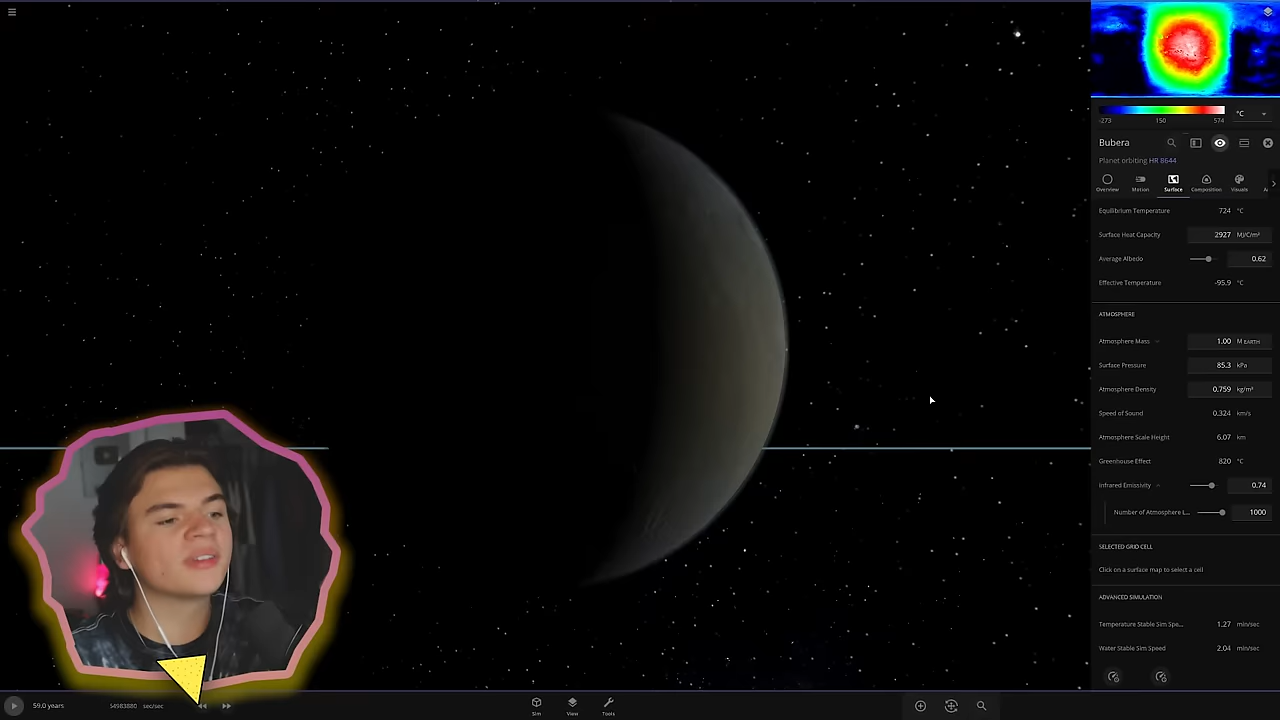 °C
-273 150 574
Bubera
Planet orbiting HR 8644
Overview Motion Surface Composition Visuals
Equilibrium Temperature 724 °C
Surface Heat Capacity 2927 MJ/C/m²
Average Albedo 0.62
Effective Temperature -95.9 °C
ATMOSPHERE
Atmosphere Mass 1.00 M EARTH
Surface Pressure 85.3 kPa
Atmosphere Density 0.759 kg/m³
Speed of Sound 0.324 km/s
Atmosphere Scale Height 6.07 km
Greenhouse Effect 820 °C
Infrared Emissivity 0.74
Number of Atmosphere L... 1000
SELECTED GRID CELL
Click on a surface map to select a cell
ADVANCED SIMULATION
Temperature Stable Sim Spe... 1.27 min/sec
Water Stable Sim Speed 2.04 min/sec
59.0 years 54983880 sec/sec
Sim View Tools